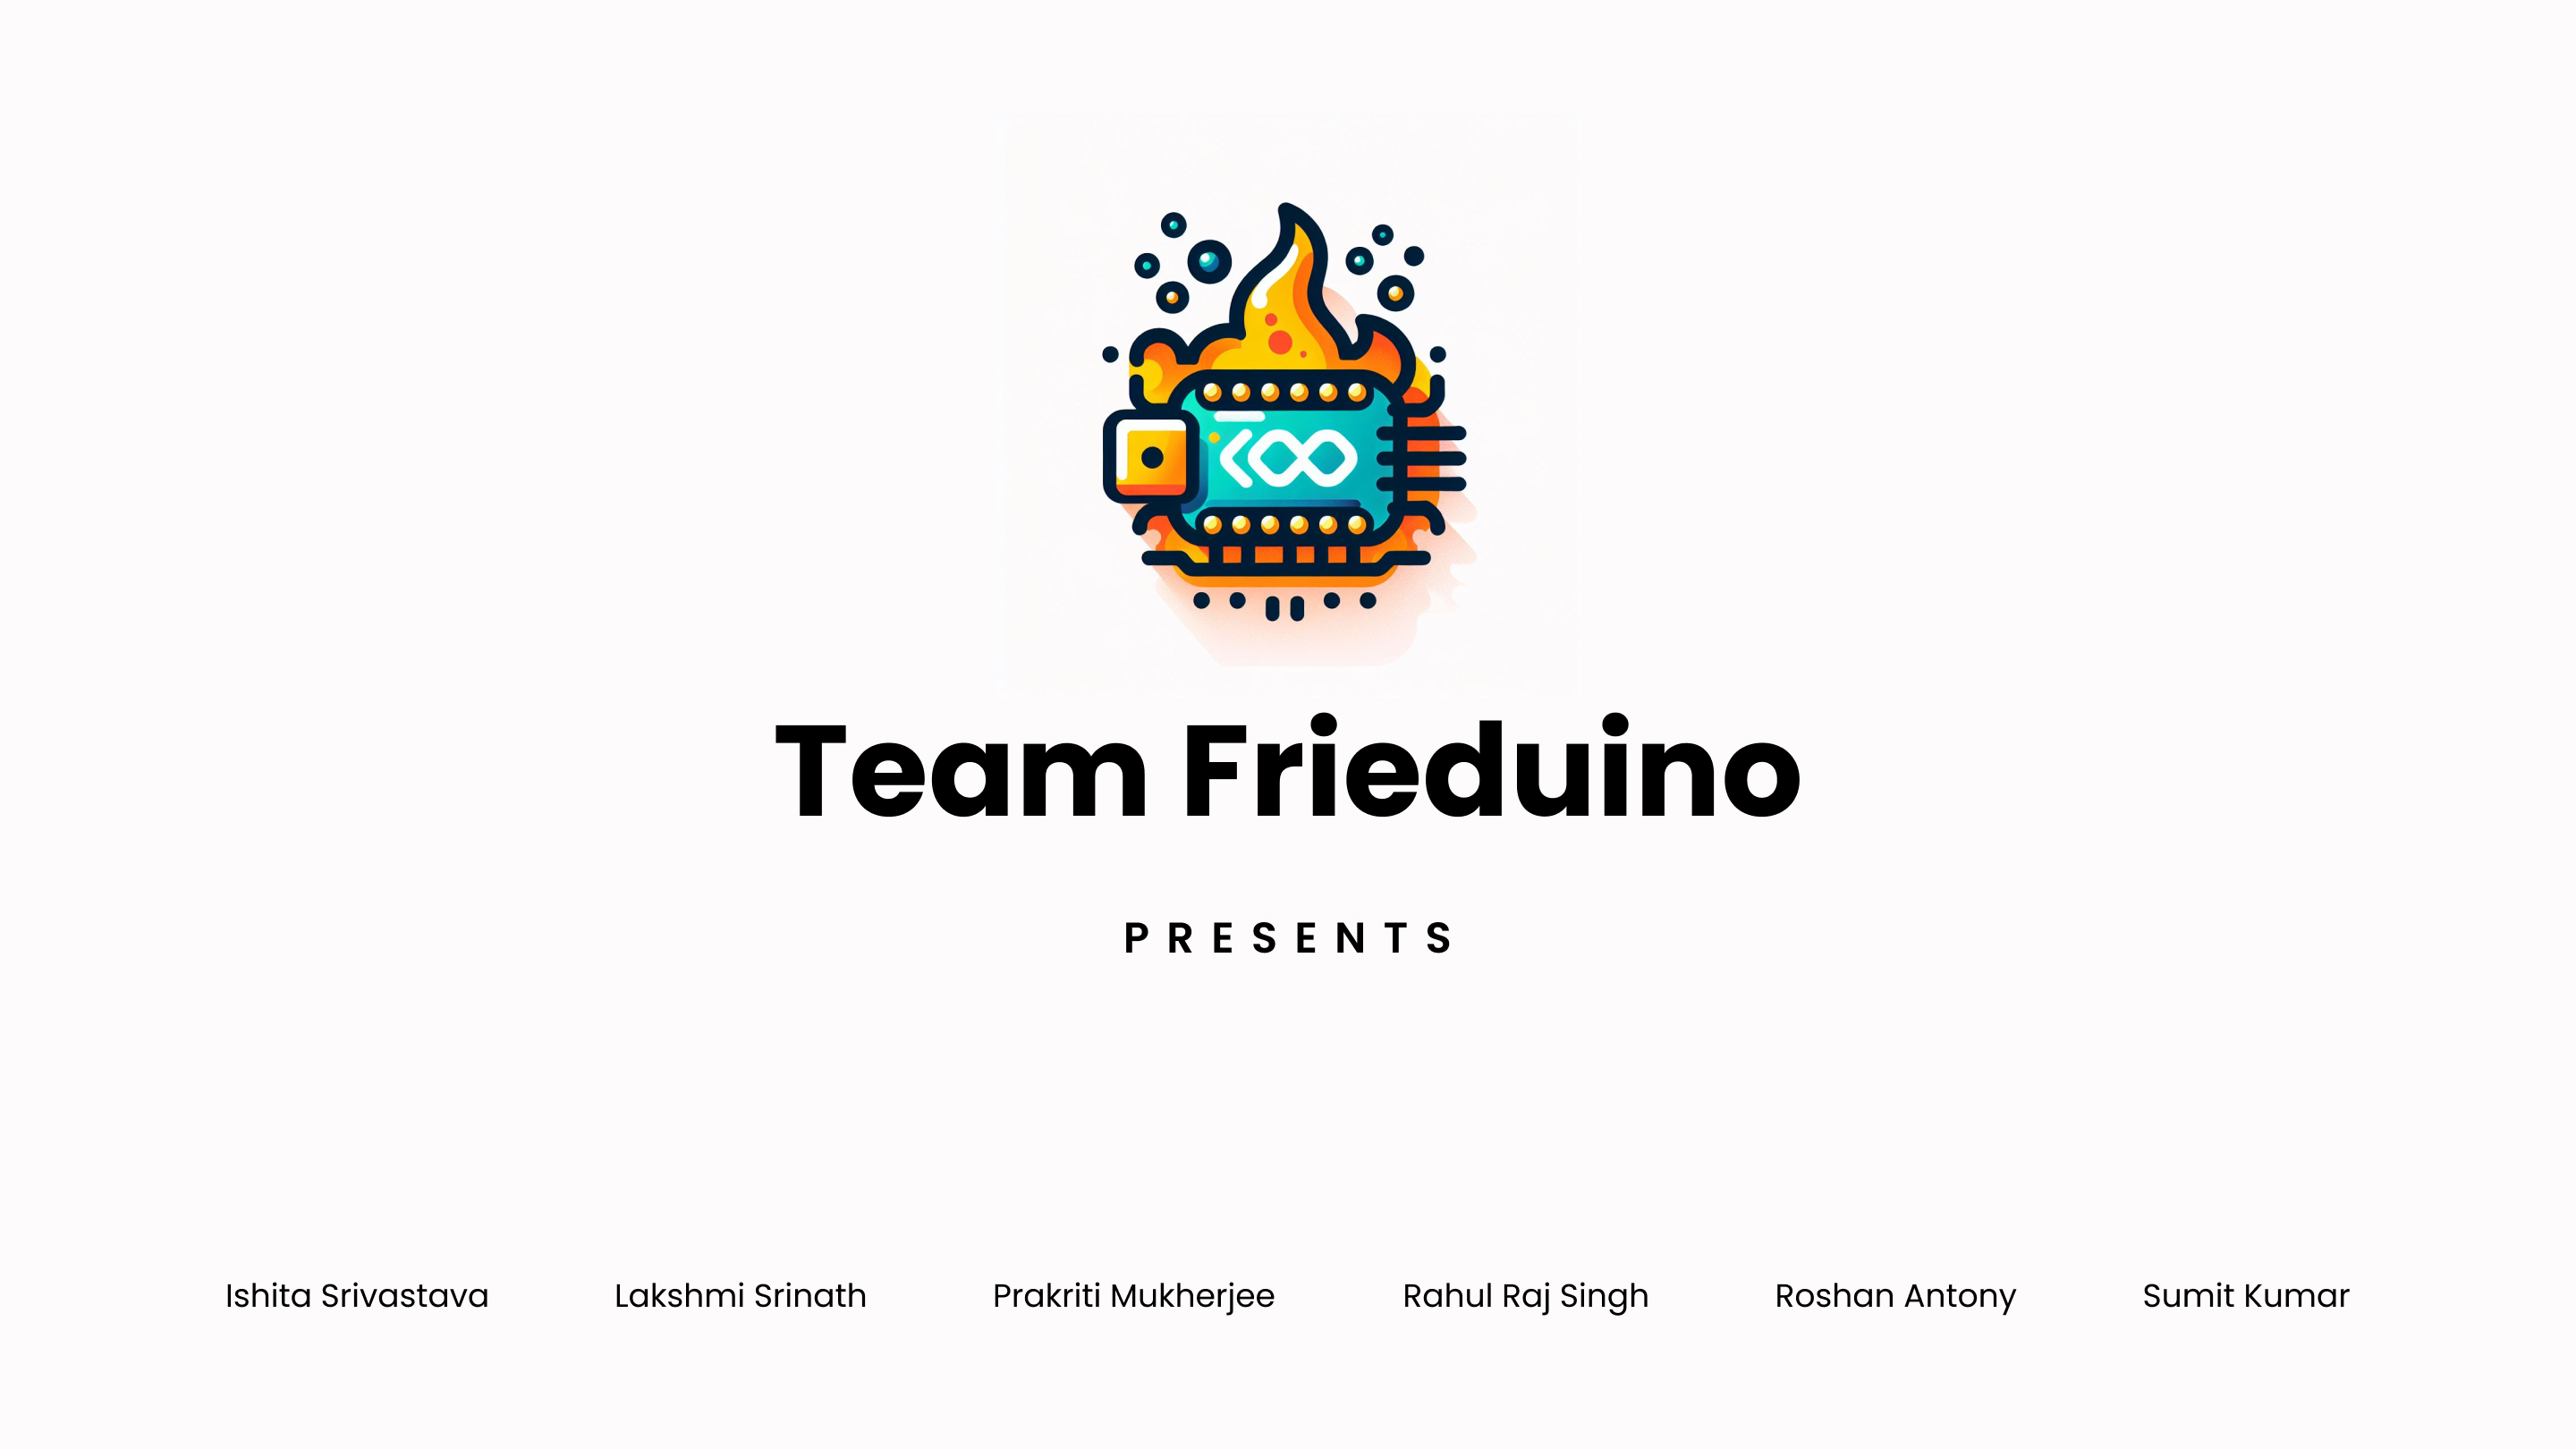 Team Frieduino
PRESENTS
Ishita Srivastava Lakshmi Srinath Prakriti Mukherjee Rahul Raj Singh Roshan Antony Sumit Kumar